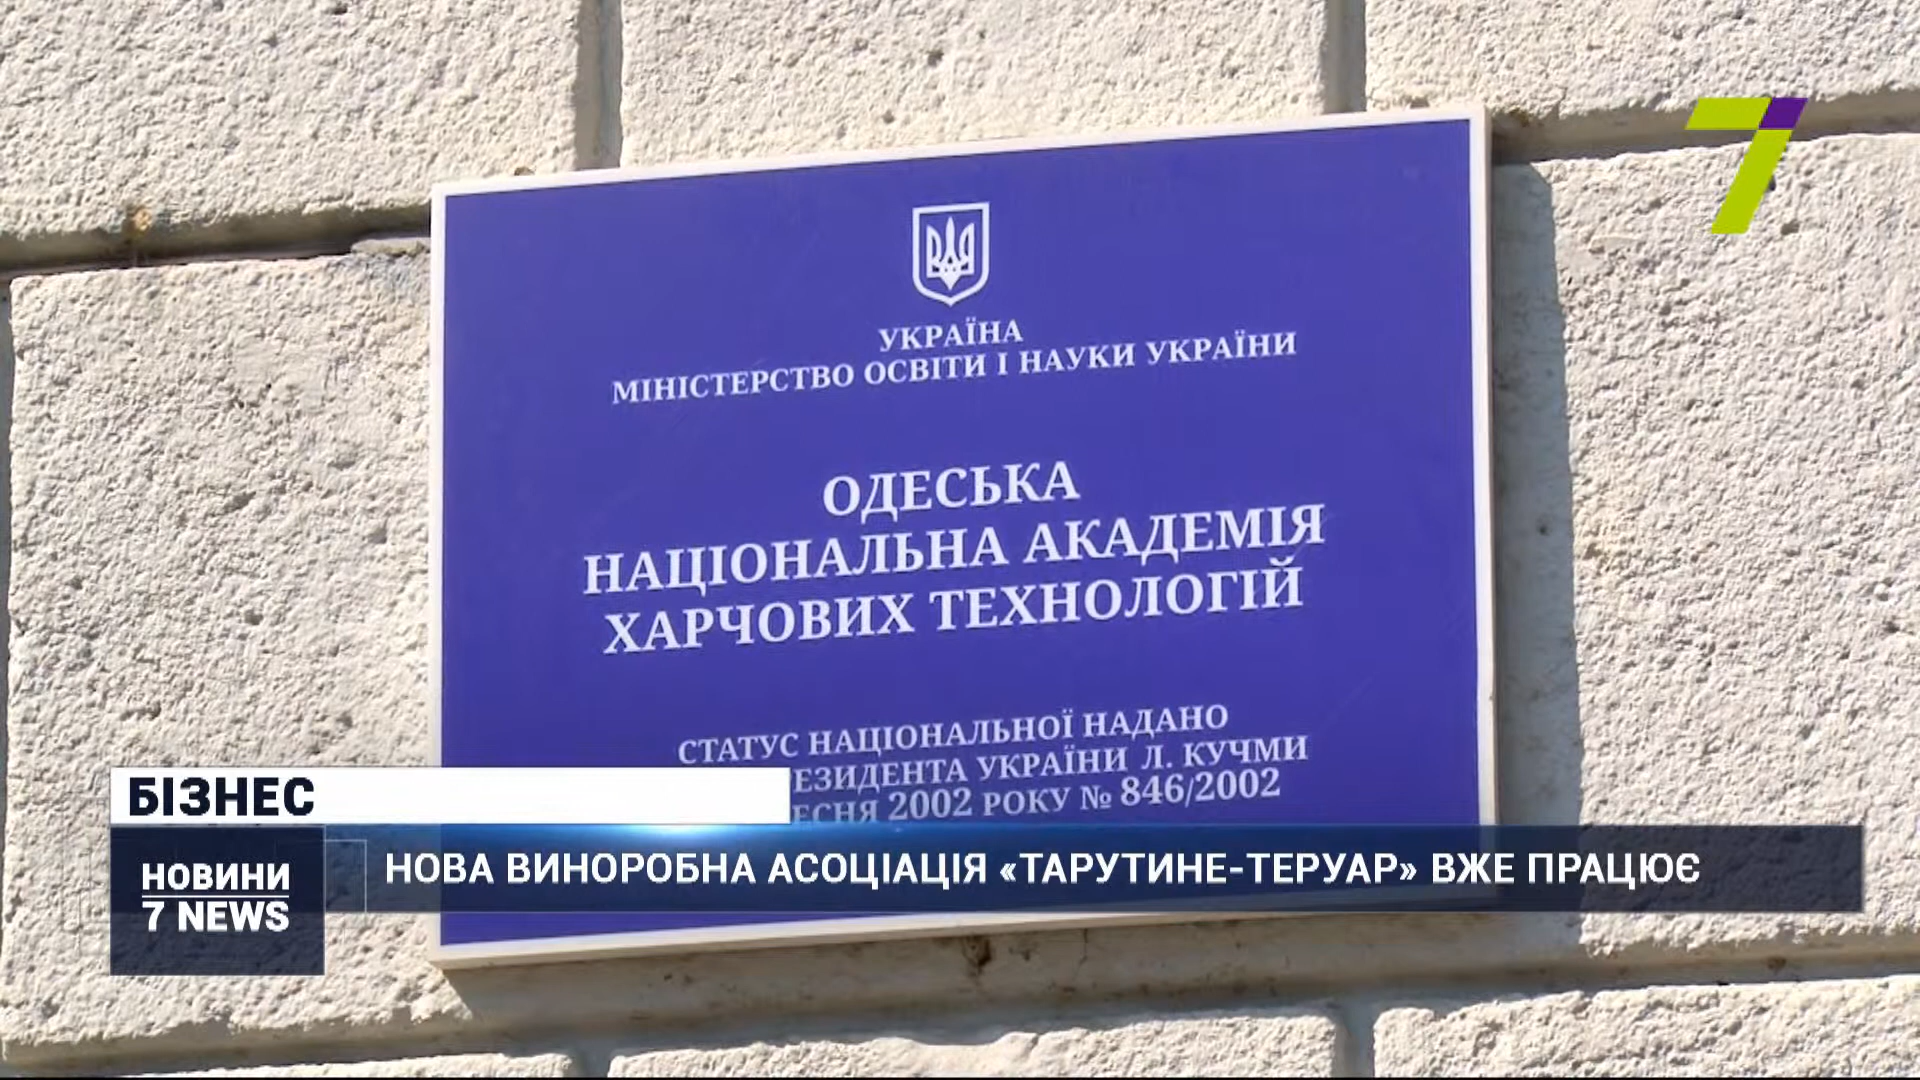 7
УКРАЇНА
МІНІСТЕРСТВО ОСВІТИ І НАУКИ УКРАЇНИ
ОДЕСЬКА
НАЦІОНАЛЬНА АКАДЕМІЯ
ХАРЧОВИХ ТЕХНОЛОГІЙ
СТАТУС НАЦІОНАЛЬНОЇ НАДАНО
УКРАЇНИ Л. КУЧМИ
2002 РОКУ № 846/2002
БІЗНЕС
НОВИНИ
7 NEWS
НОВА ВИНОРОБНА АСОЦІАЦІЯ «ТАРУТИНЕ-ТЕРУАР» ВЖЕ ПРАЦЮЄ